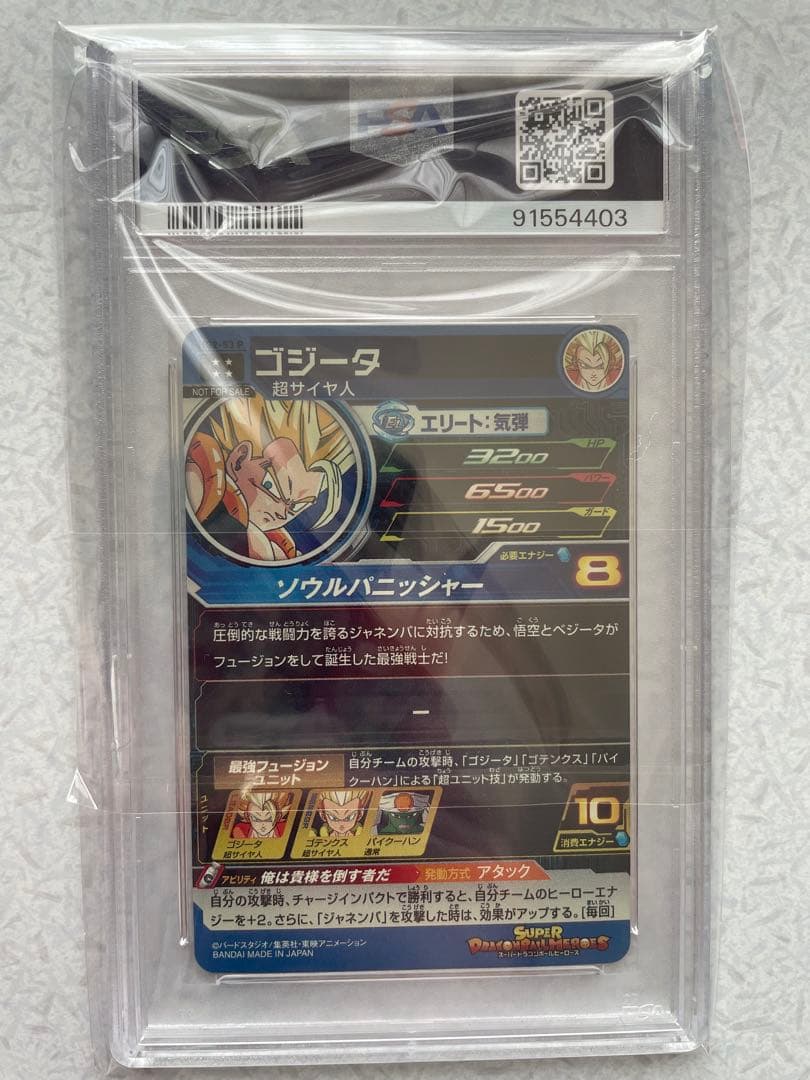 PSA
91554403
ゴジータ
超サイヤ人
NOT FOR SALE
エリート:気弾
HP
3200
パワー
6500
ガード
1500
必要エナジー
8
ソウルパニッシャー
圧倒的な戦闘力を誇るジャネンバに対抗するため、悟空とベジータが
フュージョンをして誕生した最強戦士だ!
ー
最強フュージョン
ユニット
自分チームの攻撃時、「ゴジータ」「ゴテンクス」「パイ
クーハン」による「超ユニット技」が発動する。
ユニット
ゴジータ
超サイヤ人
ゴテンクス
超サイヤ人
パイクーハン
通常
10
消費エナジー
アビリティ 俺は貴様を倒す者だ 発動方式 アタック
自分の攻撃時、チャージインパクトで勝利すると、自分チームのヒーローエナ
ジーを+2。さらに、「ジャネンバ」を攻撃した時は、効果がアップする。[毎回]
©バードスタジオ/集英社・東映アニメーション
BANDAI MADE IN JAPAN
SUPER
DRAGONBALL HEROES
スーパードラゴンボールヒーローズ